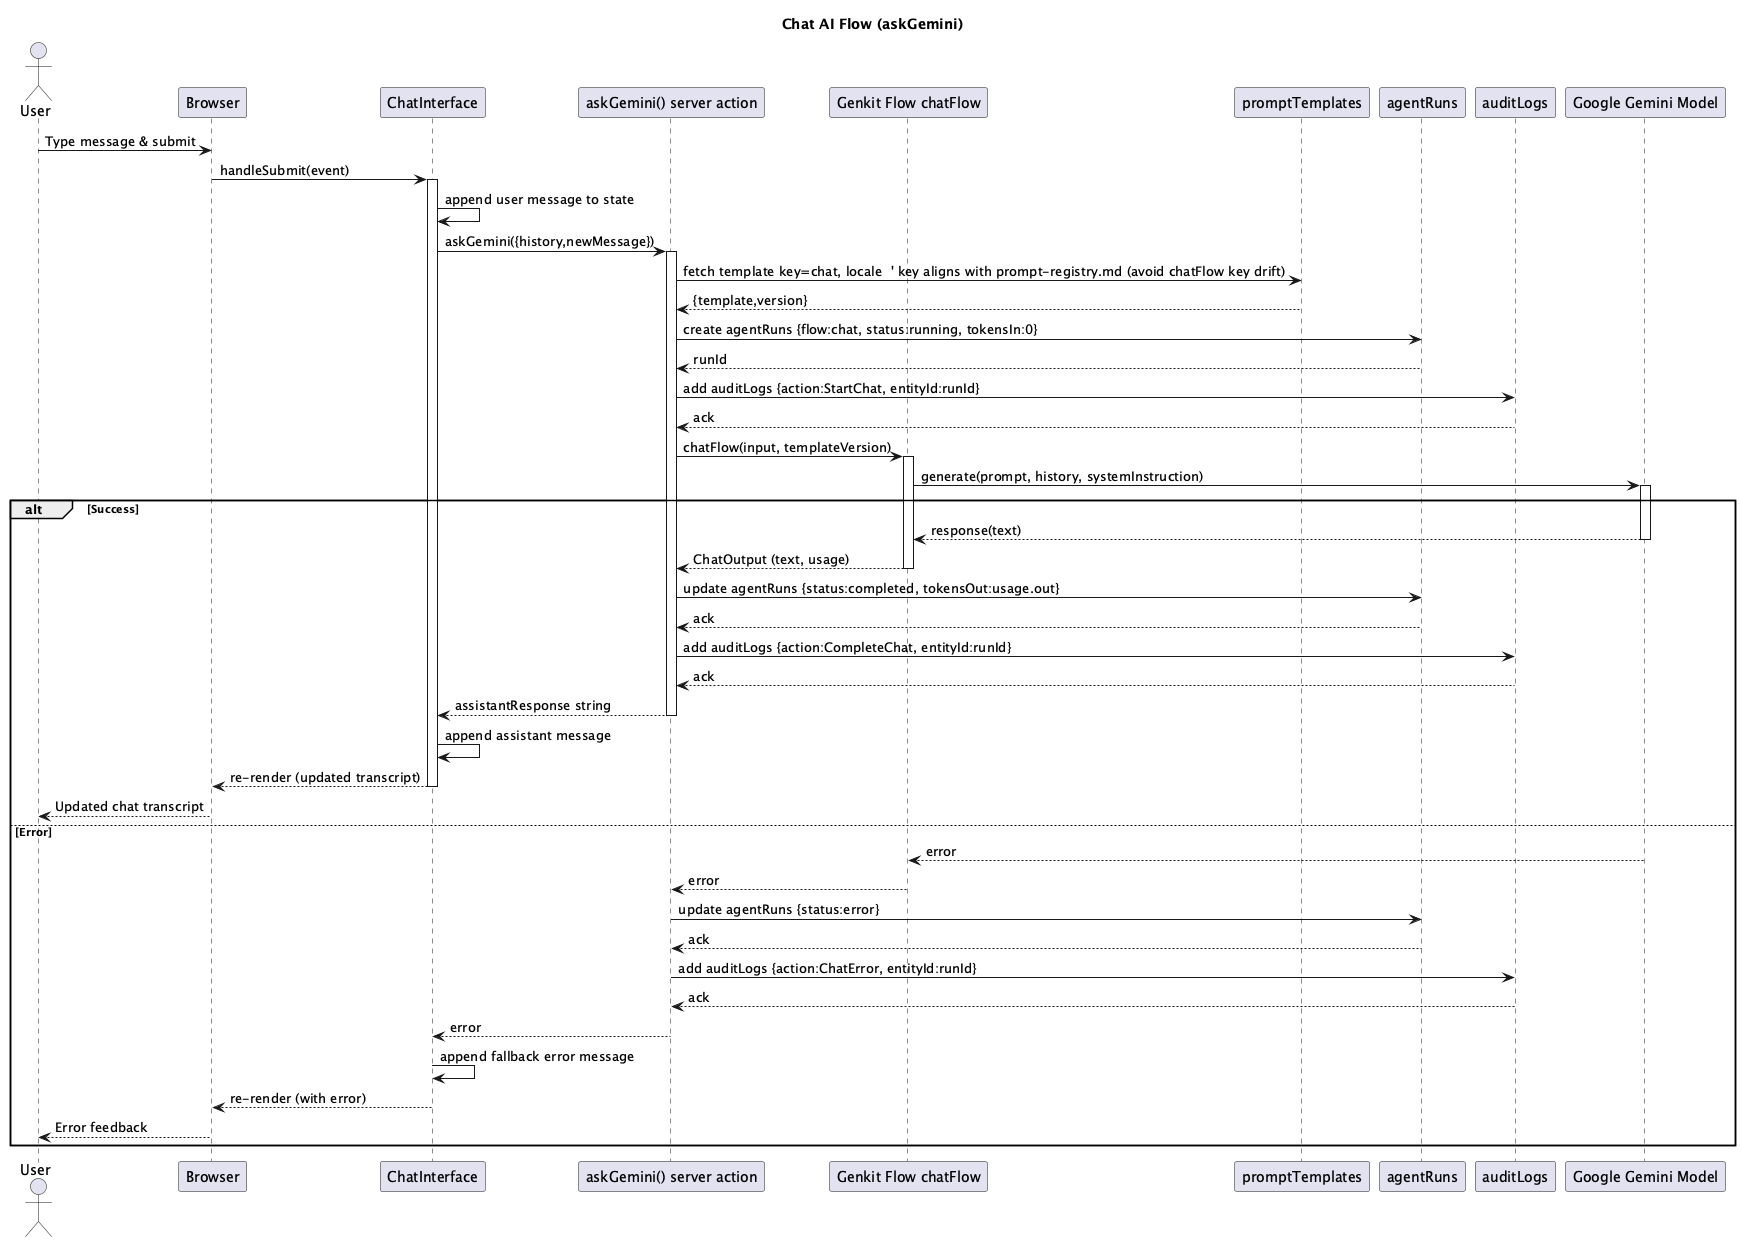 Chat AI Flow (askGemini)
User
Browser
ChatInterface
askGemini() server action
Genkit Flow chatFlow
promptTemplates
agentRuns
auditLogs
Google Gemini Model
Type message & submit
handleSubmit(event)
append user message to state
askGemini({history,newMessage})
fetch template key=chat, locale  ' key aligns with prompt-registry.md (avoid chatFlow key drift)
{template,version}
create agentRuns {flow:chat, status:running, tokensIn:0}
runId
add auditLogs {action:StartChat, entityId:runId}
ack
chatFlow(input, templateVersion)
generate(prompt, history, systemInstruction)
alt
[Success]
response(text)
ChatOutput (text, usage)
update agentRuns {status:completed, tokensOut:usage.out}
ack
add auditLogs {action:CompleteChat, entityId:runId}
ack
assistantResponse string
append assistant message
re-render (updated transcript)
Updated chat transcript
[Error]
error
error
update agentRuns {status:error}
ack
add auditLogs {action:ChatError, entityId:runId}
ack
error
append fallback error message
re-render (with error)
Error feedback
User
Browser
ChatInterface
askGemini() server action
Genkit Flow chatFlow
promptTemplates
agentRuns
auditLogs
Google Gemini Model